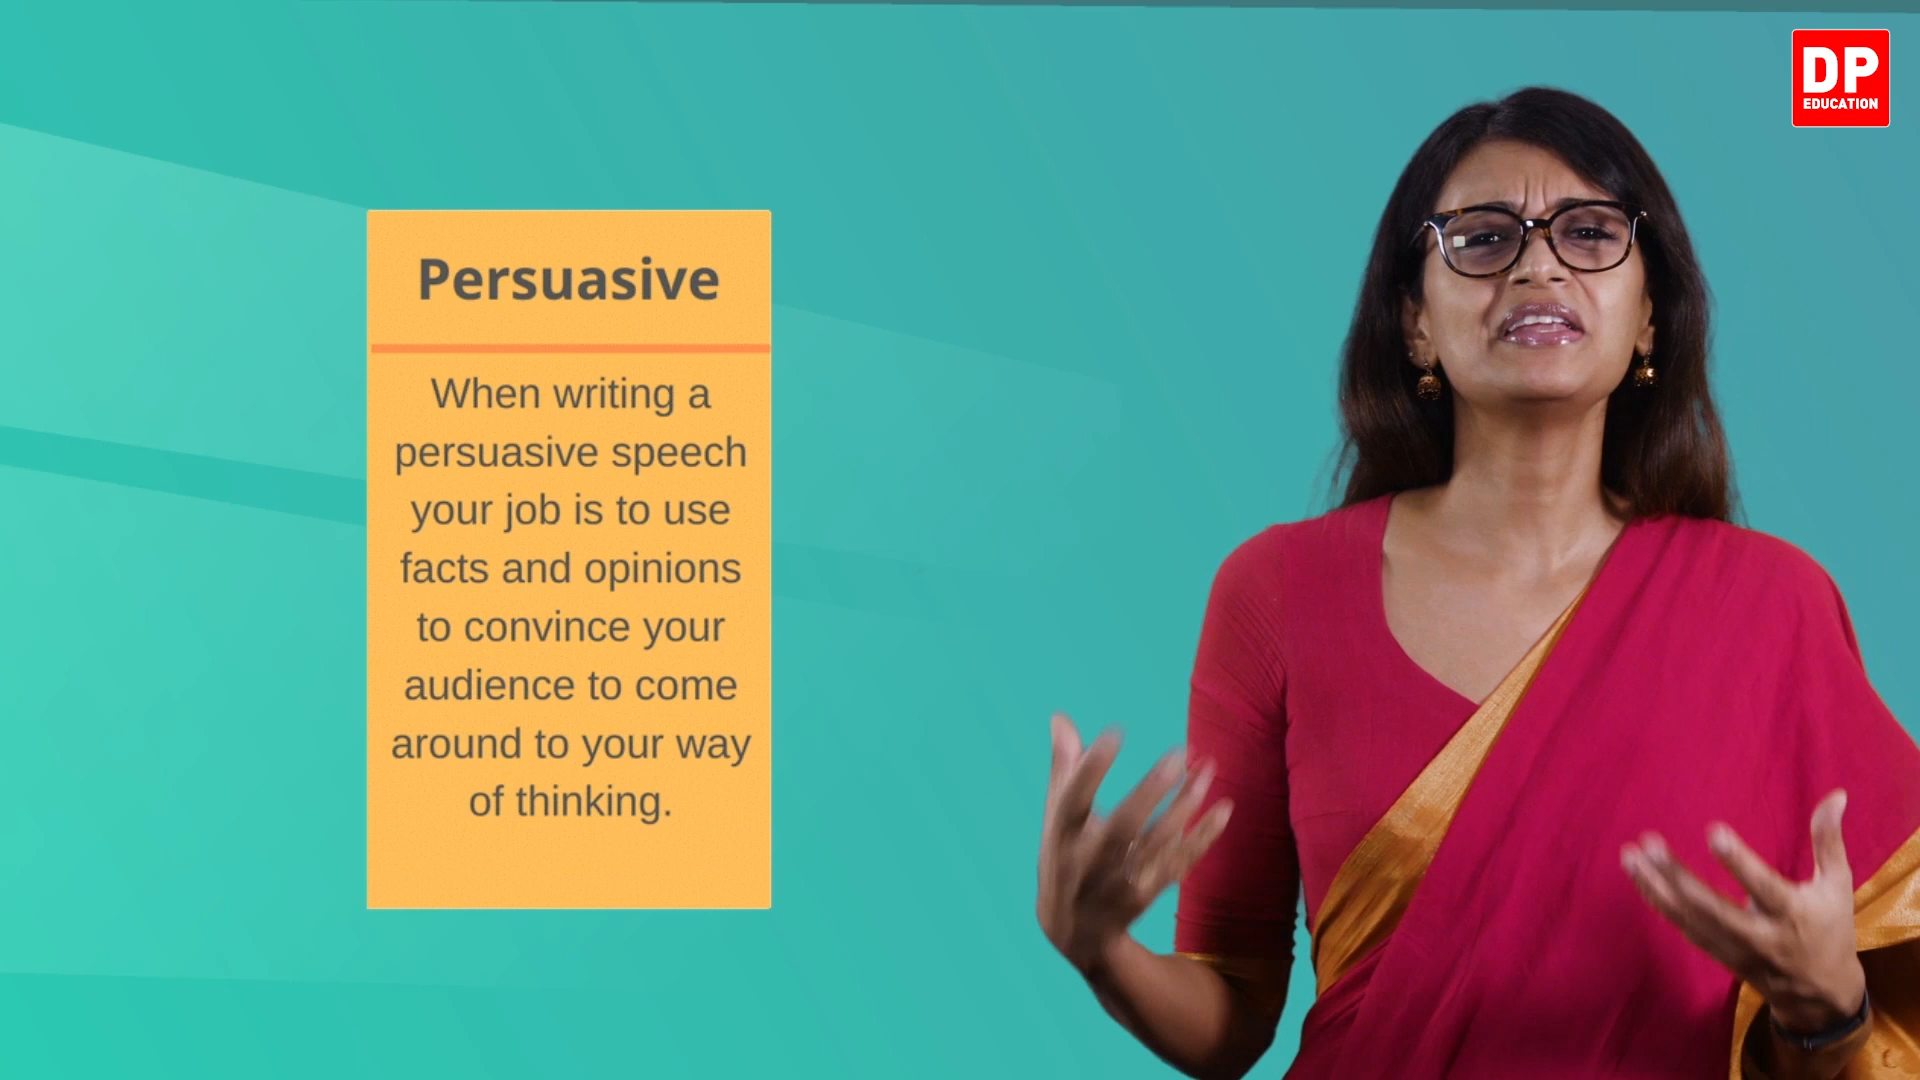 DP
EDUCATION
Persuasive
When writing a
persuasive speech
your job is to use
facts and opinions
to convince your
audience to come
around to your way
of thinking.